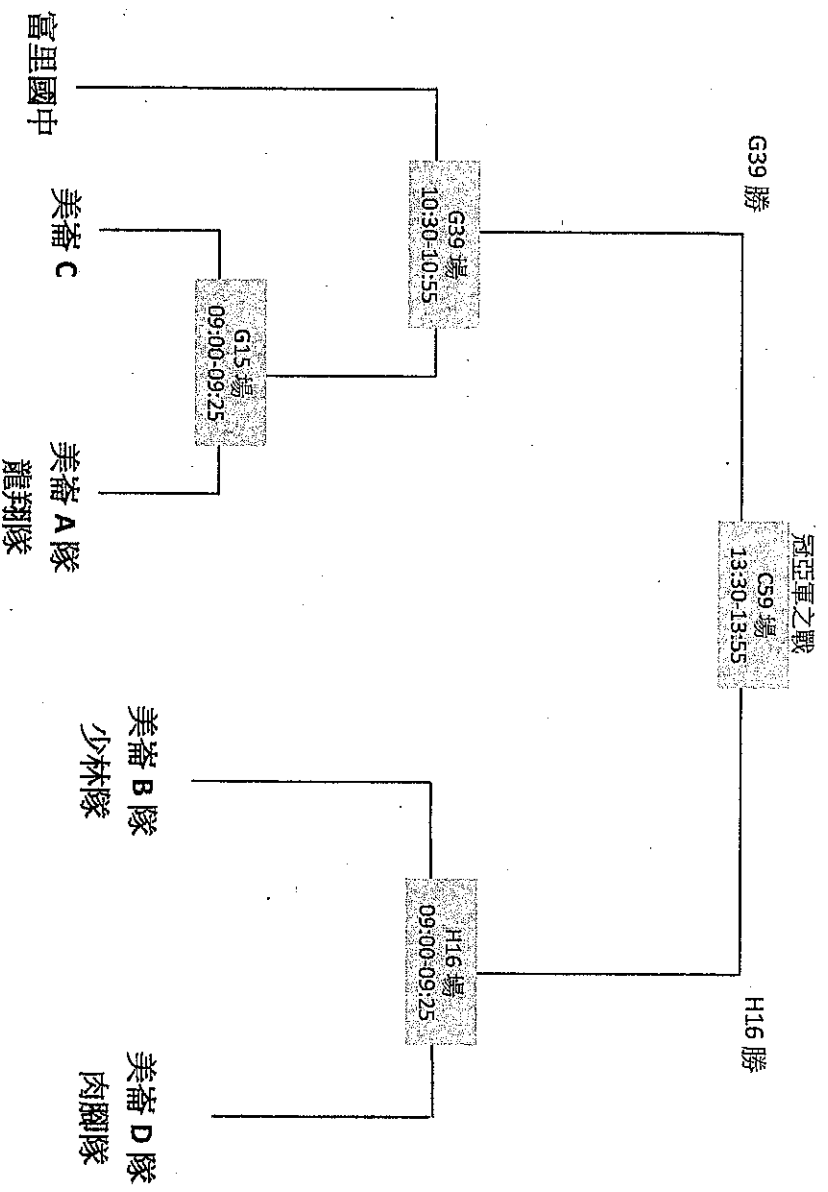 冠亞軍之戰
C59 場
13:30-13:55
G39 勝
H16 勝
G39 場
10:30-10:55
H16 場
09:00-09:25
G15 場
09:00-09:25
富里國中
美崙 C
美崙 A 隊
龍翔隊
美崙 B 隊
少林隊
美崙 D 隊
肉腳隊